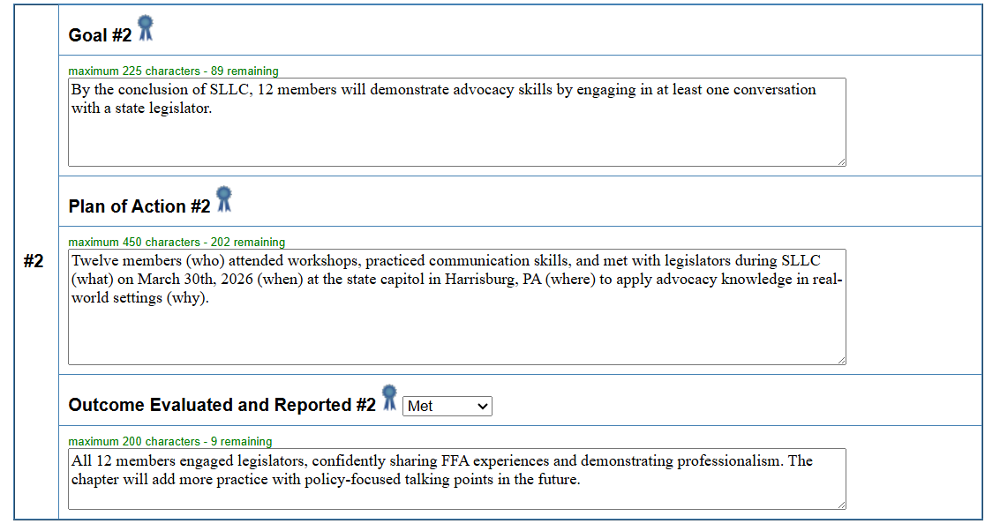 Goal #2
maximum 225 characters - 89 remaining
By the conclusion of SLLC, 12 members will demonstrate advocacy skills by engaging in at least one conversation
with a state legislator.
Plan of Action #2
maximum 450 characters - 202 remaining
#2
Twelve members (who) attended workshops, practiced communication skills, and met with legislators during SLLC
(what) on March 30th, 2026 (when) at the state capitol in Harrisburg, PA (where) to apply advocacy knowledge in real-
world settings (why).
Outcome Evaluated and Reported #2 Met
maximum 200 characters - 9 remaining
All 12 members engaged legislators, confidently sharing FFA experiences and demonstrating professionalism. The
chapter will add more practice with policy-focused talking points in the future.